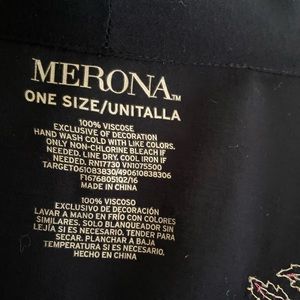 MERONA™
ONE SIZE/UNITALLA
100% VISCOSE
EXCLUSIVE OF DECORATION
HAND WASH COLD WITH LIKE COLORS.
ONLY NON-CHLORINE BLEACH IF
NEEDED, LINE DRY, COOL IRON IF
NEEDED, RN17730 VN1075500
TARGET061083830/490610838306
F1676805102/16
MADE IN CHINA
100% VISCOSO
EXCLUSIVO DE DECORACIÓN
LAVAR A MANO EN FRÍO CON COLORES
SIMILARES. SOLO BLANQUEADOR SIN
LEJÍA SI ES NECESARIO. TENDER PARA
SECAR. PLANCHAR A BAJA
TEMPERATURA SI ES NECESARIO.
HECHO EN CHINA